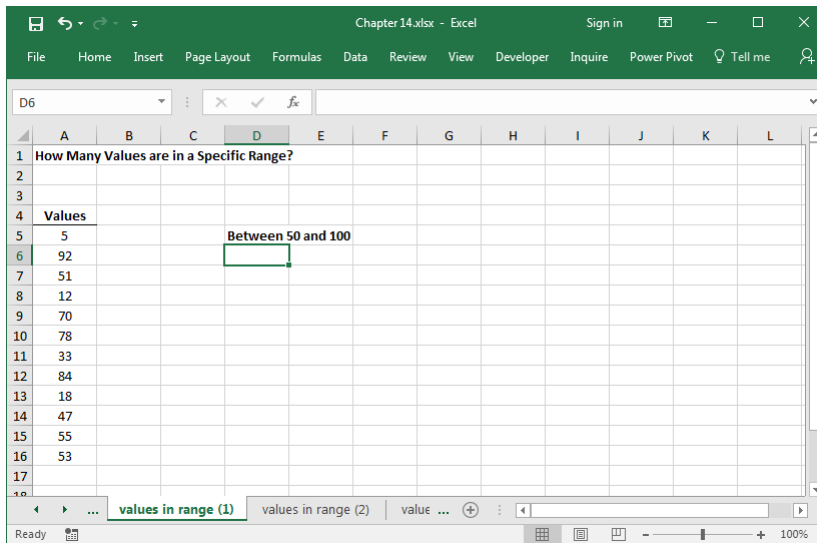 Chapter 14.xlsx - Excel Sign in
File Home Insert Page Layout Formulas Data Review View Developer Inquire Power Pivot Tell me
D6 fx
A B C D E F G H I J K L
1 How Many Values are in a Specific Range?
2
3
4 Values
5 5 Between 50 and 100
6 92
7 51
8 12
9 70
10 78
11 33
12 84
13 18
14 47
15 55
16 53
17
18
... values in range (1) values in range (2) value ...
Ready 100%